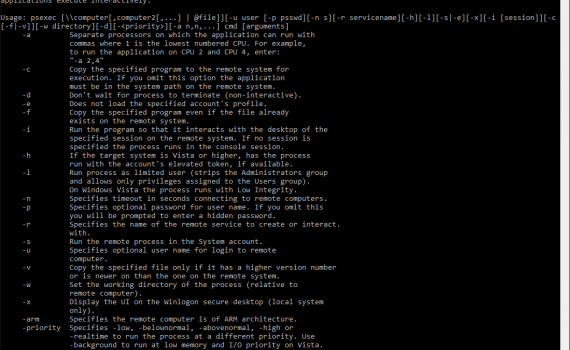 applications execute interactively.
Usage: psexec [\\computer[,computer2[,...] | @file]][-u user [-p psswd][-n s][-r servicename][-h][-l][-s|-e][-x][-i [session]][-c
[-f|-v]][-w directory][-d][-<priority>][-a n,n,...] cmd [arguments]
-a Separate processors on which the application can run with
commas where 1 is the lowest numbered CPU. For example,
to run the application on CPU 2 and CPU 4, enter:
"-a 2,4"
-c Copy the specified program to the remote system for
execution. If you omit this option the application
must be in the system path on the remote system.
-d Don't wait for process to terminate (non-interactive).
-e Does not load the specified account's profile.
-f Copy the specified program even if the file already
exists on the remote system.
-i Run the program so that it interacts with the desktop of the
specified session on the remote system. If no session is
specified the process runs in the console session.
-h If the target system is Vista or higher, has the process
run with the account's elevated token, if available.
-l Run process as limited user (strips the Administrators group
and allows only privileges assigned to the Users group).
On Windows Vista the process runs with Low Integrity.
-n Specifies timeout in seconds connecting to remote computers.
-p Specifies optional password for user name. If you omit this
you will be prompted to enter a hidden password.
-r Specifies the name of the remote service to create or interact.
with.
-s Run the remote process in the System account.
-u Specifies optional user name for login to remote
computer.
-v Copy the specified file only if it has a higher version number
or is newer on than the one on the remote system.
-w Set the working directory of the process (relative to
remote computer).
-x Display the UI on the Winlogon secure desktop (local system
only).
-arm Specifies the remote computer is of ARM architecture.
-priority Specifies -low, -belownormal, -abovenormal, -high or
-realtime to run the process at a different priority. Use
-background to run at low memory and I/O priority on Vista.